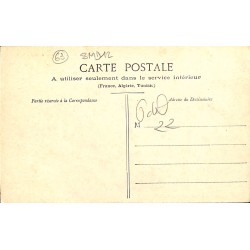 SMD12
CARTE POSTALE
A utiliser seulement dans le service intérieur
(France, Algérie, Tunisie.)
Partie réservée à la Correspondance
Adresse du Destinataire
N 22